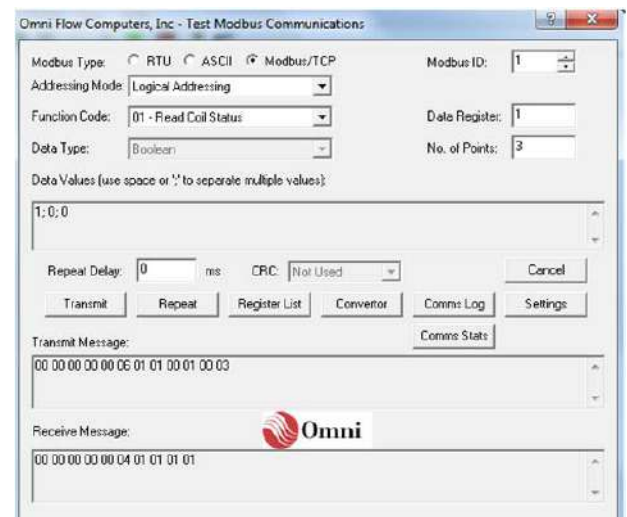 Omni Flow Computers, Inc - Test Modbus Communications
Modbus Type: RTU ASCII Modbus/TCP Modbus ID: 1
Addressing Mode: Logical Addressing
Function Code: 01 - Read Coil Status Data Register: 1
Data Type: Boolean No. of Points: 3
Data Values (use space or ';' to separate multiple values):
1; 0; 0
Repeat Delay: 0 ms CRC: Not Used Cancel
Transmit Repeat Register List Convertor Comms Log Settings
Transmit Message: Comms Stats
00 00 00 00 00 06 01 01 00 01 00 03
Omni
Receive Message:
00 00 00 00 00 04 01 01 01 01